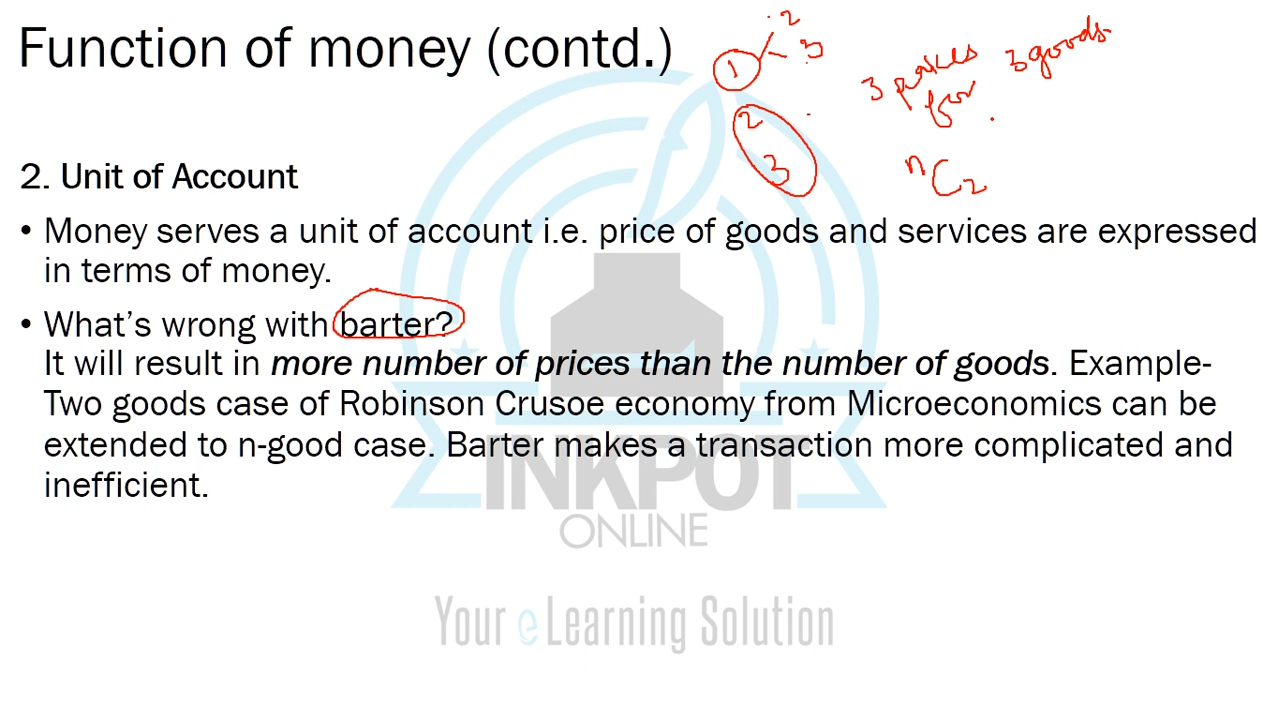 Function of money (contd.)
1 2
3
2
3
3 prices
for
3 goods
nC2
2. Unit of Account
• Money serves a unit of account i.e. price of goods and services are expressed
in terms of money.
• What's wrong with barter?
It will result in more number of prices than the number of goods. Example-
Two goods case of Robinson Crusoe economy from Microeconomics can be
extended to n-good case. Barter makes a transaction more complicated and
inefficient.
INKPOT
ONLINE
Your e Learning Solution